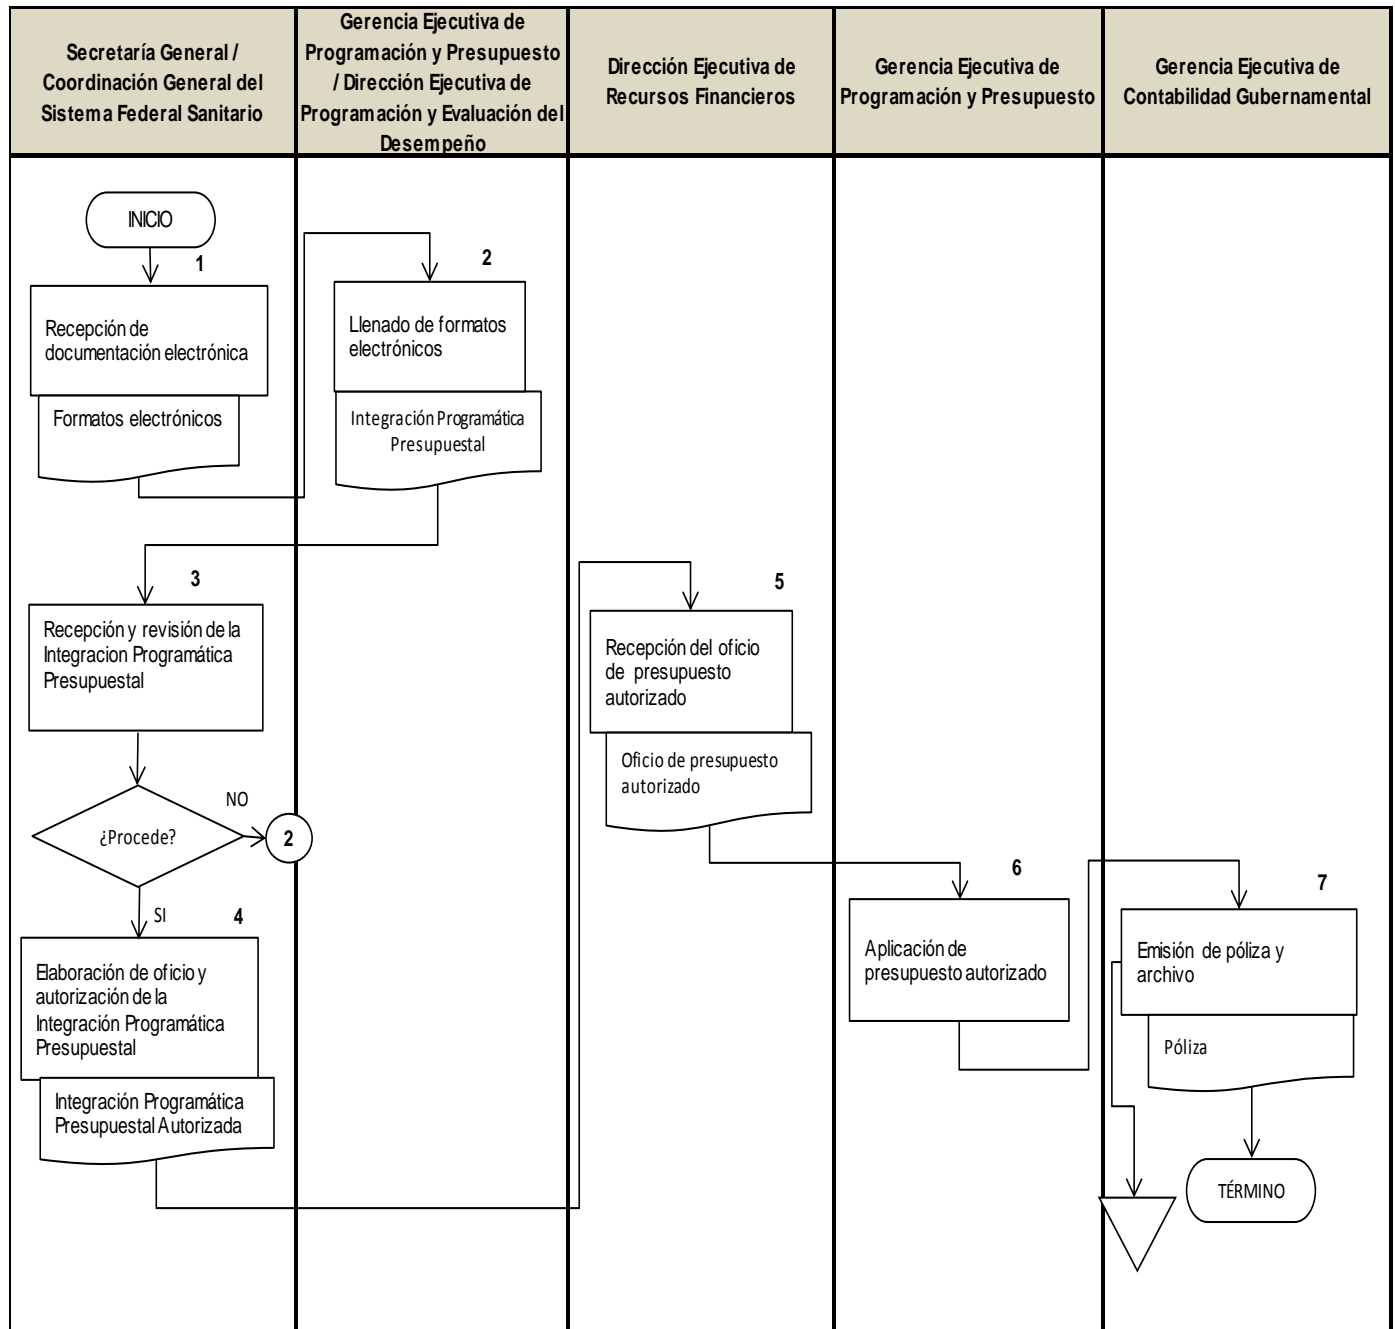 Secretaría General /
Coordinación General del
Sistema Federal Sanitario
Gerencia Ejecutiva de
Programación y Presupuesto
/ Dirección Ejecutiva de
Programación y Evaluación del
Desempeño
Dirección Ejecutiva de
Recursos Financieros
Gerencia Ejecutiva de
Programación y Presupuesto
Gerencia Ejecutiva de
Contabilidad Gubernamental
INICIO
1
Recepción de
documentación electrónica
Formatos electrónicos
2
Llenado de formatos
electrónicos
Integración Programática
Presupuestal
3
Recepción y revisión de la
Integracion Programática
Presupuestal
¿Procede?
NO
2
SI
4
Elaboración de oficio y
autorización de la
Integración Programática
Presupuestal
Integración Programática
Presupuestal Autorizada
5
Recepción del oficio
de presupuesto
autorizado
Oficio de presupuesto
autorizado
6
Aplicación de
presupuesto autorizado
7
Emisión de póliza y
archivo
Póliza
TÉRMINO